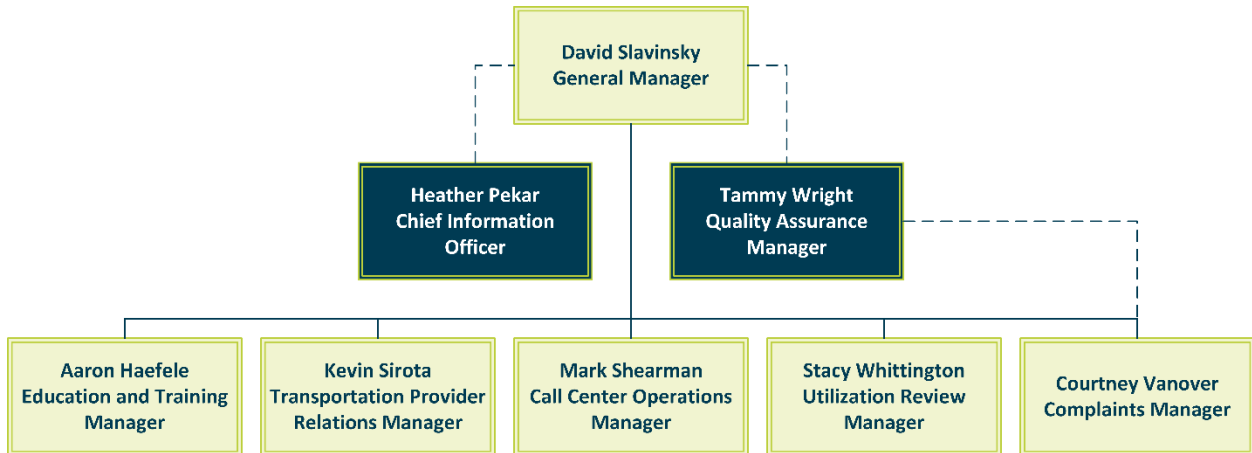 David Slavinsky
General Manager
Heather Pekar
Chief Information
Officer
Tammy Wright
Quality Assurance
Manager
Aaron Haefele
Education and Training
Manager
Kevin Sirota
Transportation Provider
Relations Manager
Mark Shearman
Call Center Operations
Manager
Stacy Whittington
Utilization Review
Manager
Courtney Vanover
Complaints Manager